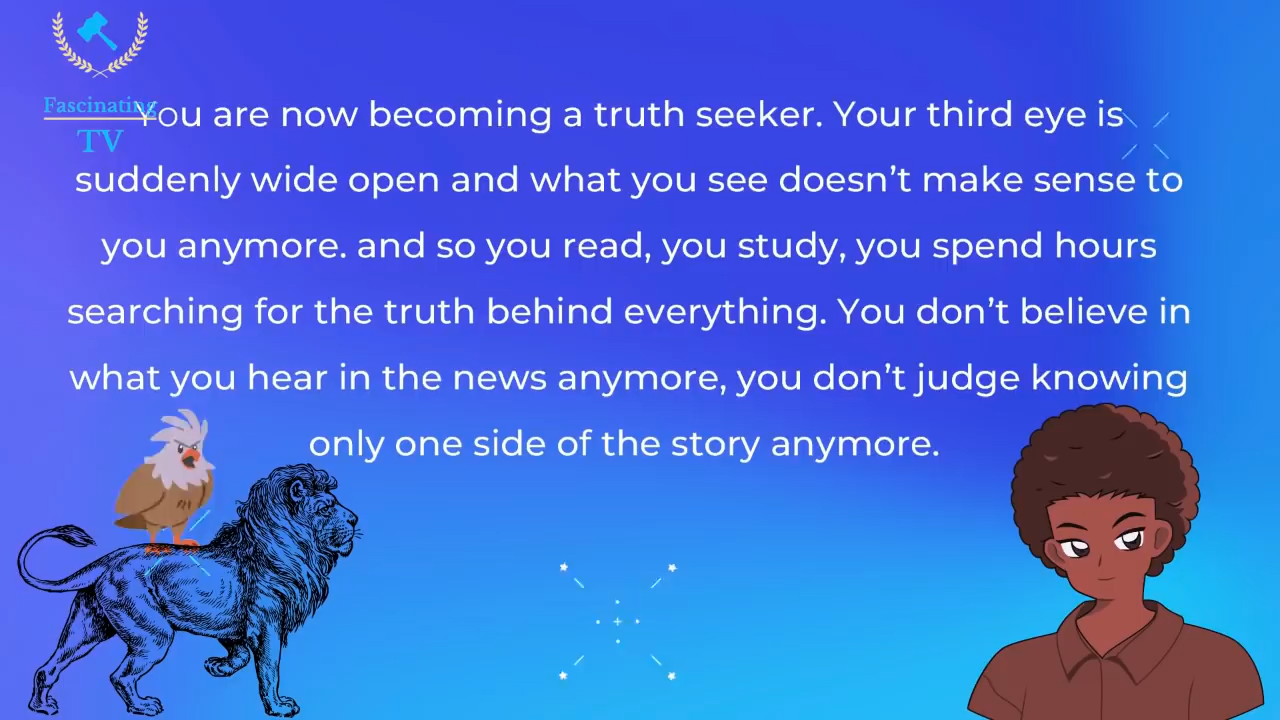 Fascinating
TV
You are now becoming a truth seeker. Your third eye is
suddenly wide open and what you see doesn’t make sense to
you anymore. and so you read, you study, you spend hours
searching for the truth behind everything. You don’t believe in
what you hear in the news anymore, you don’t judge knowing
only one side of the story anymore.